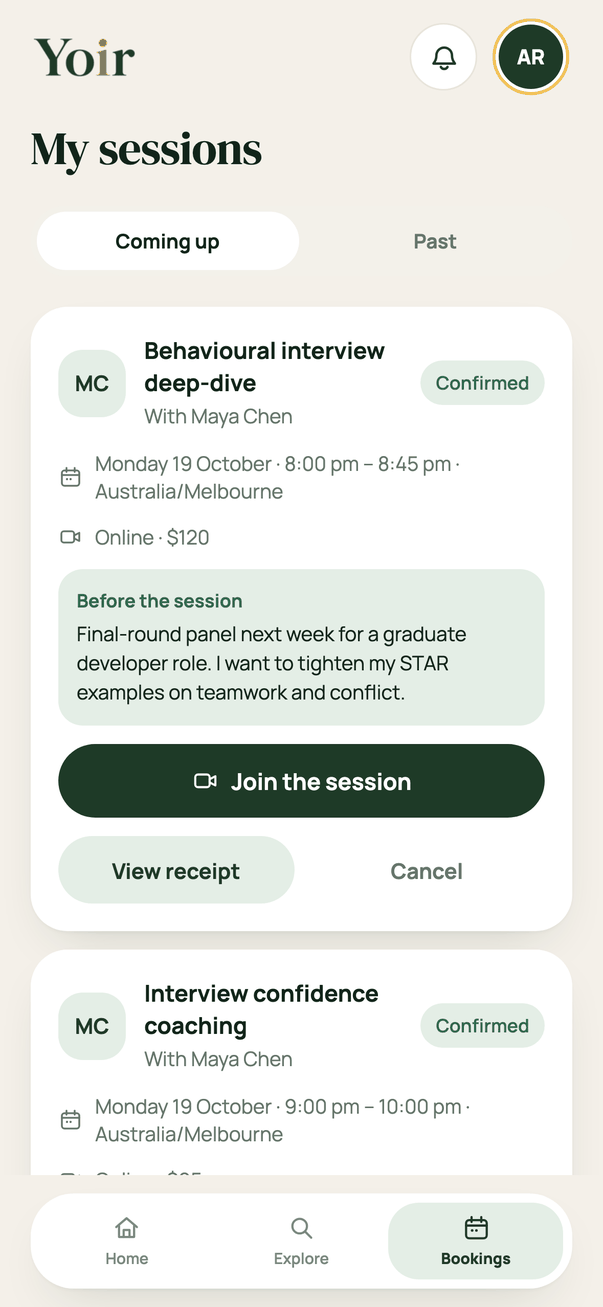 Yoir
AR
My sessions
Coming up
Past
MC
Behavioural interview
deep-dive
With Maya Chen
Confirmed
Monday 19 October · 8:00 pm – 8:45 pm ·
Australia/Melbourne
Online · $120
Before the session
Final-round panel next week for a graduate
developer role. I want to tighten my STAR
examples on teamwork and conflict.
Join the session
View receipt
Cancel
MC
Interview confidence
coaching
With Maya Chen
Confirmed
Monday 19 October · 9:00 pm – 10:00 pm ·
Australia/Melbourne
Home
Explore
Bookings